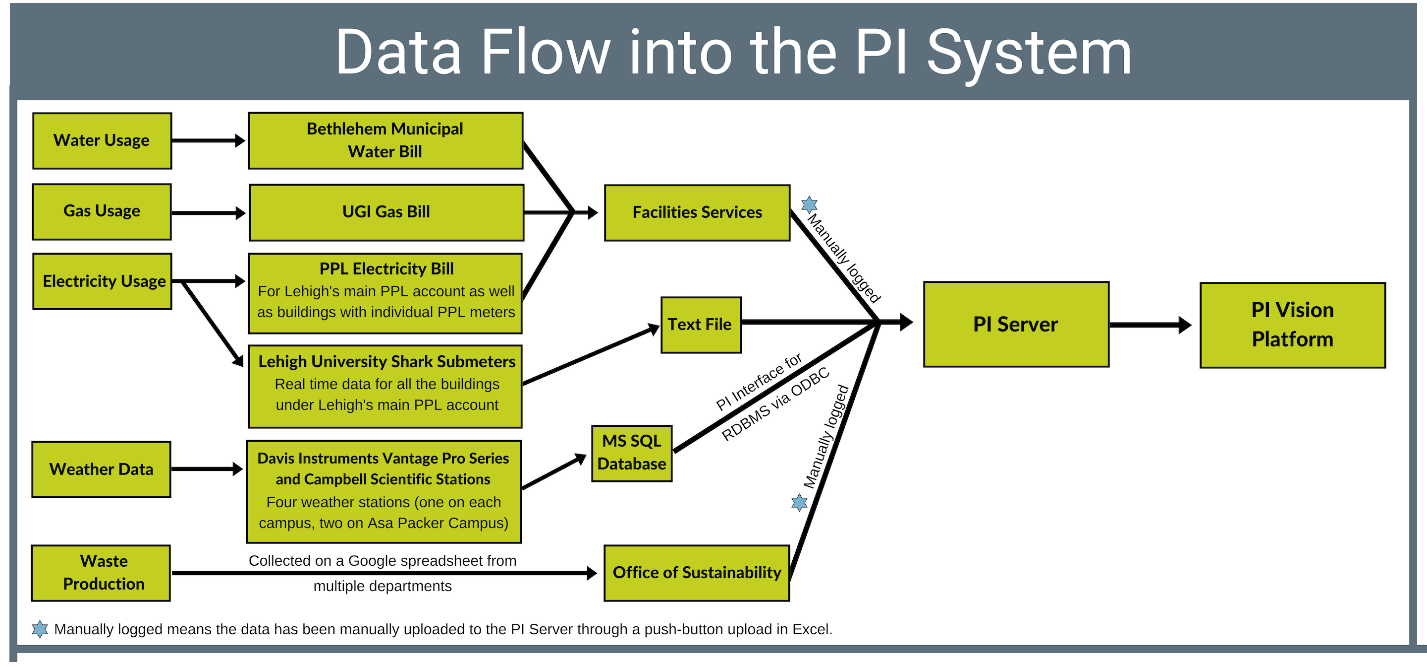 Data Flow into the PI System
Water Usage
Bethlehem Municipal
Water Bill
Gas Usage
UGI Gas Bill
Facilities Services
Manually logged
Electricity Usage
PPL Electricity Bill
For Lehigh's main PPL account as well
as buildings with individual PPL meters
Text File
PI Server
PI Vision
Platform
Lehigh University Shark Submeters
Real time data for all the buildings
under Lehigh's main PPL account
PI Interface for
RDBMS via ODBC
Weather Data
Davis Instruments Vantage Pro Series
and Campbell Scientific Stations
Four weather stations (one on each
campus, two on Asa Packer Campus)
MS SQL
Database
Manually logged
Waste
Production
Collected on a Google spreadsheet from
multiple departments
Office of Sustainability
Manually logged means the data has been manually uploaded to the PI Server through a push-button upload in Excel.